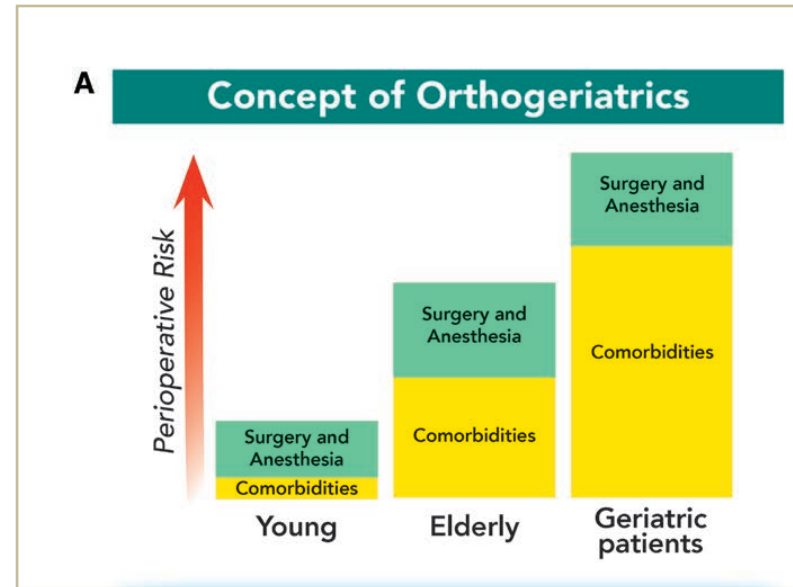 A
Concept of Orthogeriatrics
Perioperative Risk
Surgery and
Anesthesia
Comorbidities
Young
Surgery and
Anesthesia
Comorbidities
Elderly
Surgery and
Anesthesia
Comorbidities
Geriatric
patients